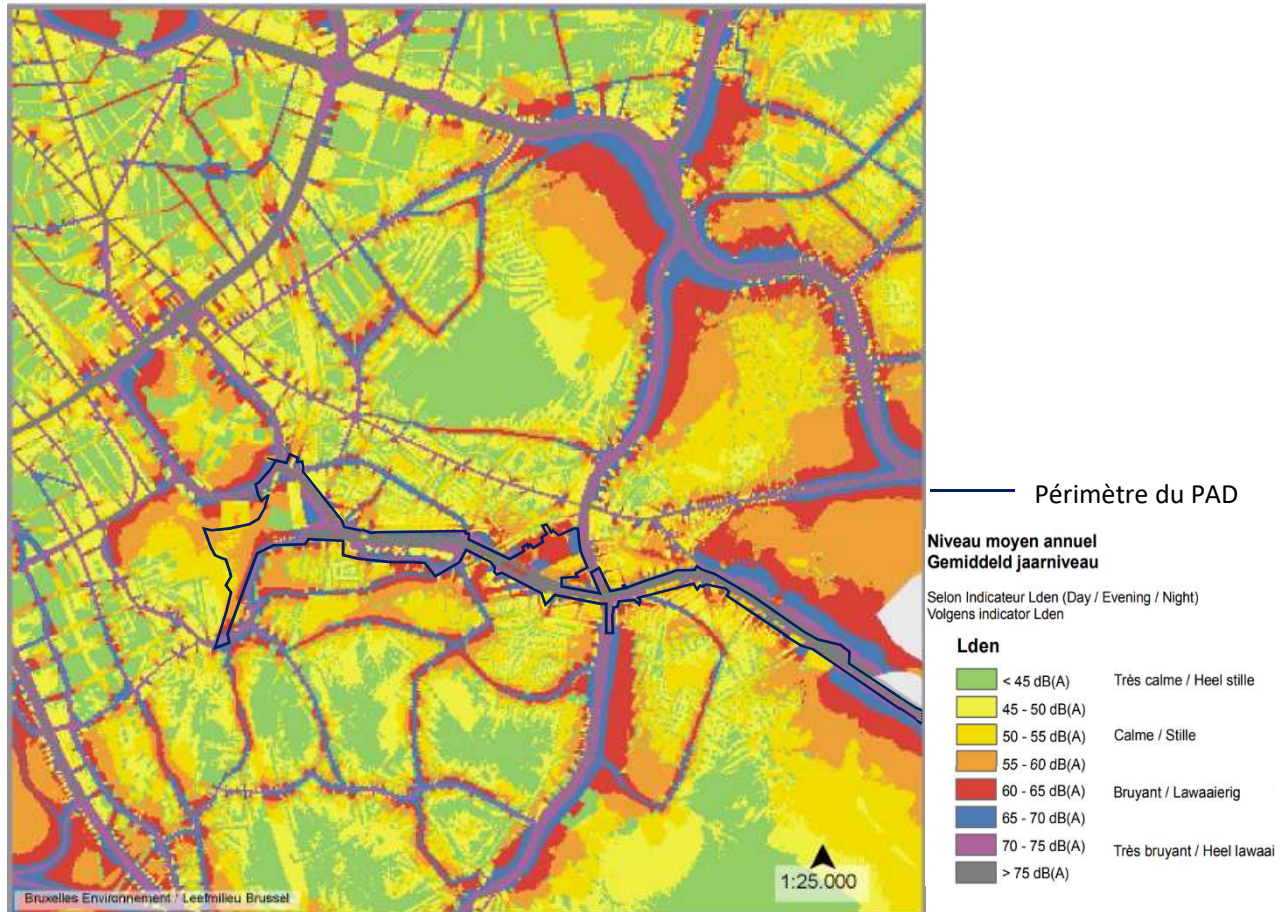 Périmètre du PAD
Niveau moyen annuel
Gemiddeld jaarniveau
Selon Indicateur Lden (Day / Evening / Night)
Volgens indicator Lden
Lden
< 45 dB(A) Très calme / Heel stille
45 - 50 dB(A)
50 - 55 dB(A) Calme / Stille
55 - 60 dB(A)
60 - 65 dB(A) Bruyant / Lawaaierig
65 - 70 dB(A)
70 - 75 dB(A) Très bruyant / Heel lawaai
> 75 dB(A)
1:25.000
Bruxelles Environnement / Leefmilieu Brussel